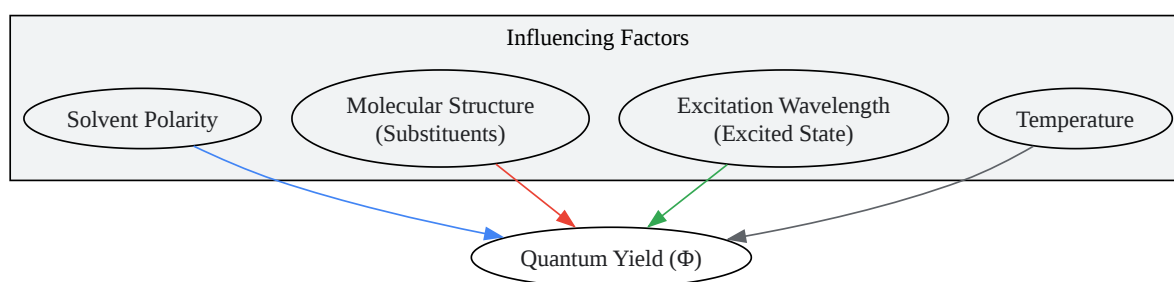 Influencing Factors
Solvent Polarity
Molecular Structure
(Substituents)
Excitation Wavelength
(Excited State)
Temperature
Quantum Yield (Φ)